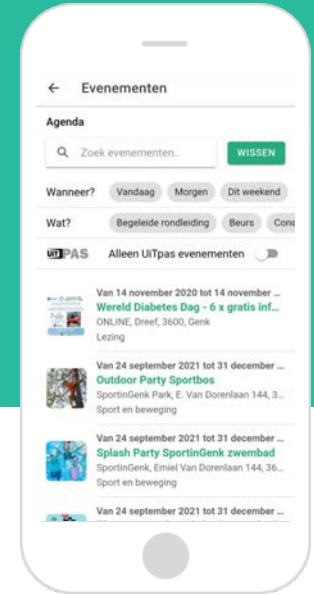 ← Evenementen
Agenda
Zoek evenementen..
WISSEN
Wanneer? Vandaag Morgen Dit weekend
Wat? Begeleide rondleiding Beurs Conc
UiTPAS Alleen UiTpas evenementen
Van 14 november 2020 tot 14 november ...
Wereld Diabetes Dag - 6 x gratis inf...
ONLINE, Dreef, 3600, Genk
Lezing
Van 24 september 2021 tot 31 december ...
Outdoor Party Sportbos
SportinGenk Park, E. Van Dorenlaan 144, 3...
Sport en beweging
Van 24 september 2021 tot 31 december ...
Splash Party SportinGenk zwembad
SportinGenk, Emiel Van Dorenlaan 144, 36...
Sport en beweging
Van 24 september 2021 tot 31 december ...